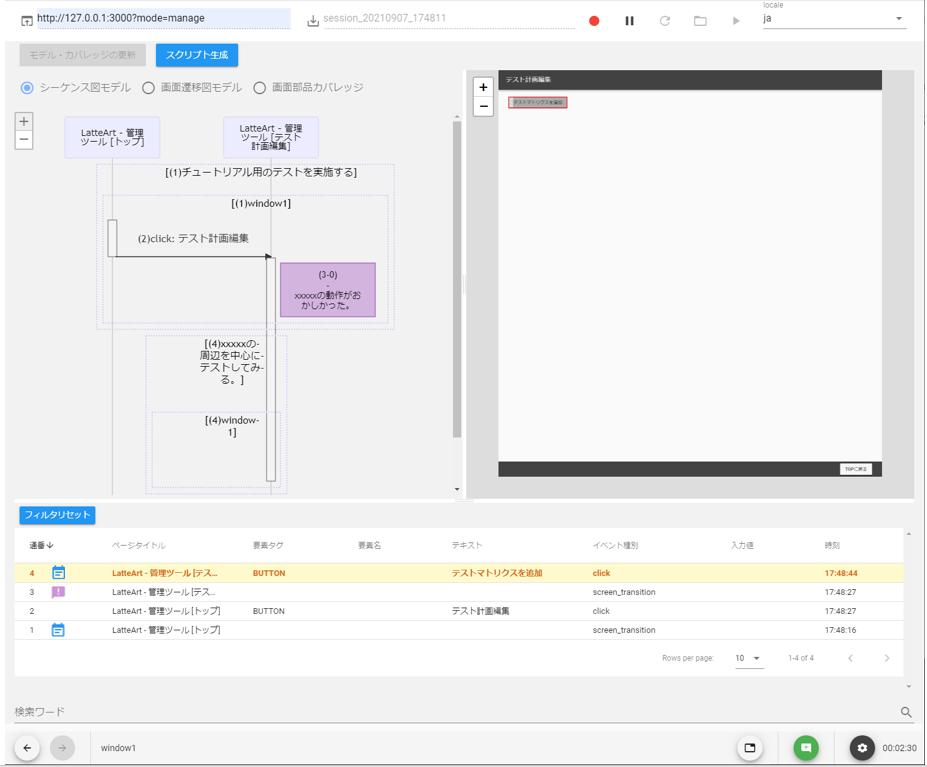 http://127.0.0.1:3000?mode=manage
session_20210907_174811
locale
ja
モデル・カバレッジの更新
スクリプト生成
シーケンス図モデル
画面遷移図モデル
画面部品カバレッジ
+
−
LatteArt - 管理
ツール [トップ]
LatteArt - 管理
ツール [テスト
計画編集]
[(1)チュートリアル用のテストを実施する]
[(1)window1]
(2)click: テスト計画編集
(3-0)
-
xxxxxの動作がお
かしかった。
[(4)xxxxxの-
周辺を中心に-
テストしてみ-
る。]
[(4)window-
1]
+
−
テスト計画編集
テストマトリクスを追加
TOPに戻る
フィルタリセット
通番 ページタイトル 要素タグ 要素名 テキスト イベント種別 入力値 時刻
4 LatteArt - 管理ツール [テス... BUTTON テストマトリクスを追加 click 17:48:44
3 LatteArt - 管理ツール [テス... screen_transition 17:48:27
2 LatteArt - 管理ツール [トップ] BUTTON テスト計画編集 click 17:48:27
1 LatteArt - 管理ツール [トップ] screen_transition 17:48:16
Rows per page: 10 1-4 of 4
検索ワード
window1
00:02:30